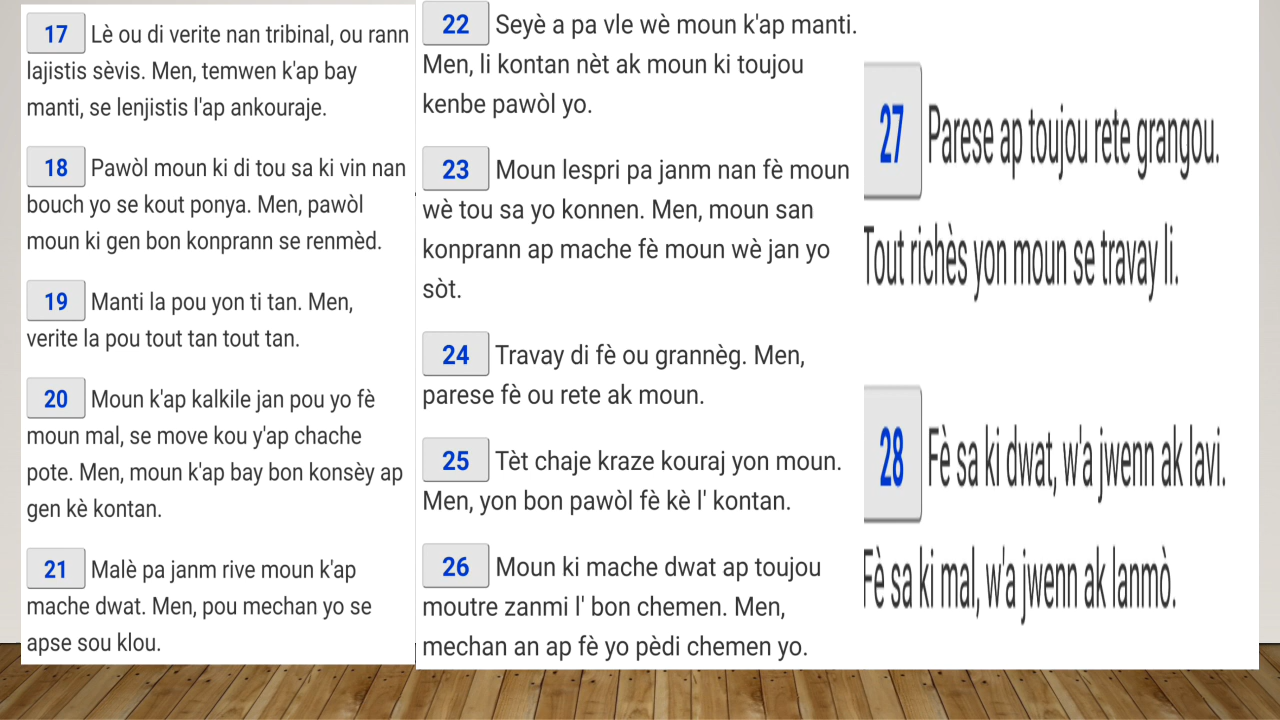 17 Lè ou di verite nan tribinal, ou rann
lajistis sèvis. Men, temwen k'ap bay
manti, se lenjistis l'ap ankouraje.
18 Pawòl moun ki di tou sa ki vin nan
bouch yo se kout ponya. Men, pawòl
moun ki gen bon konprann se renmèd.
19 Manti la pou yon ti tan. Men,
verite la pou tout tan tout tan.
20 Moun k'ap kalkile jan pou yo fè
moun mal, se move kou y'ap chache
pote. Men, moun k'ap bay bon konsèy ap
gen kè kontan.
21 Malè pa janm rive moun k'ap
mache dwat. Men, pou mechan yo se
apse sou klou.
22 Seyè a pa vle wè moun k'ap manti.
Men, li kontan nèt ak moun ki toujou
kenbe pawòl yo.
23 Moun lespri pa janm nan fè moun
wè tou sa yo konnen. Men, moun san
konprann ap mache fè moun wè jan yo
sòt.
24 Travay di fè ou grannèg. Men,
parese fè ou rete ak moun.
25 Tèt chaje kraze kouraj yon moun.
Men, yon bon pawòl fè kè l' kontan.
26 Moun ki mache dwat ap toujou
moutre zanmi l' bon chemen. Men,
mechan an ap fè yo pèdi chemen yo.
27 Parese ap toujou rete grangou.
Tout richès yon moun se travay li.
28 Fè sa ki dwat, w'a jwenn ak lavi.
Fè sa ki mal, w'a jwenn ak lanmò.